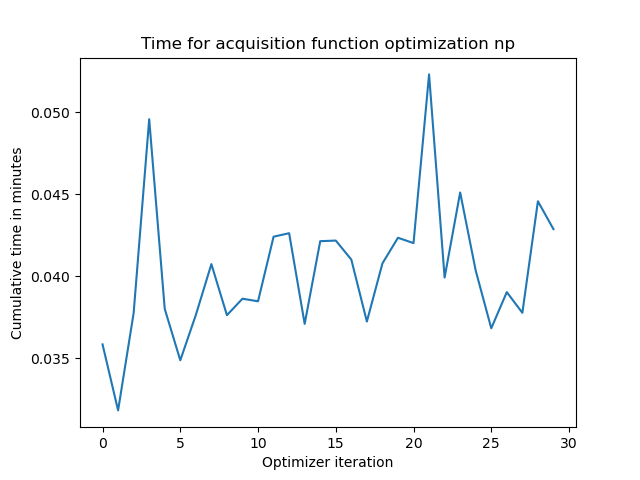 Time for acquisition function optimization np
Cumulative time in minutes
0.050
0.045
0.040
0.035
0 5 10 15 20 25 30
Optimizer iteration